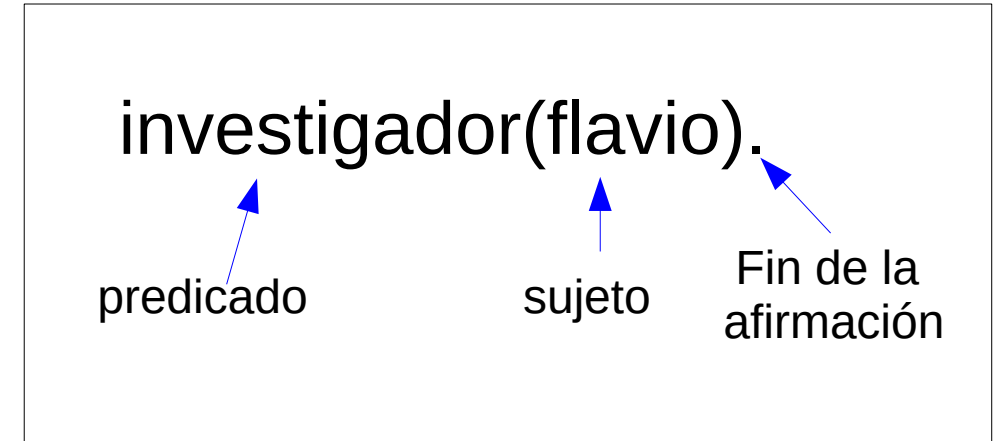 investigador(flavio).
predicado
sujeto
Fin de la
afirmación